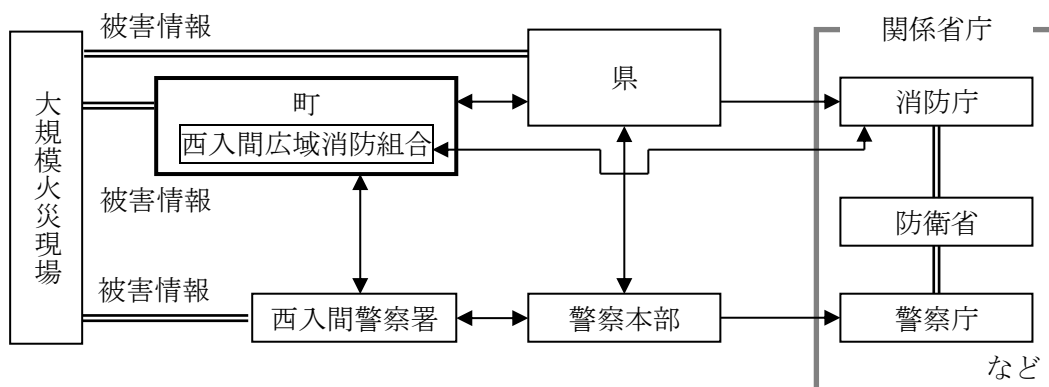 被害情報
関係省庁
県
大規模火災現場
町
消防庁
西入間広域消防組合
被害情報
防衛省
被害情報
西入間警察署
警察本部
警察庁
など